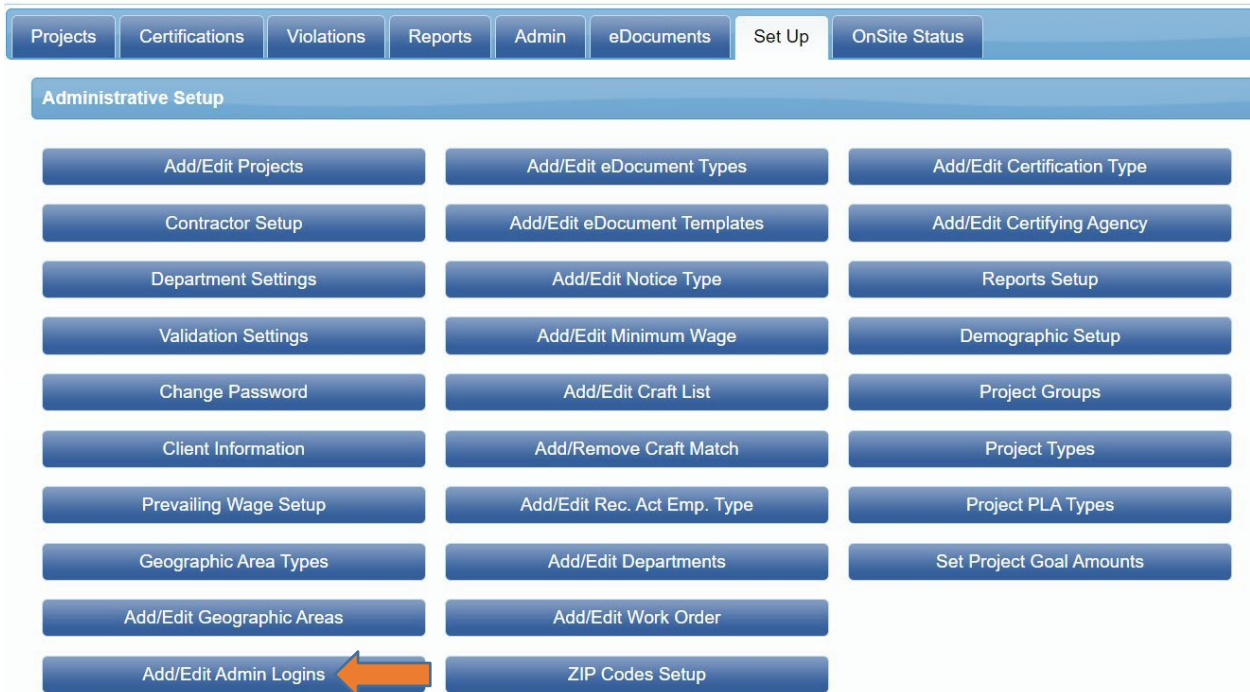 Projects Certifications Violations Reports Admin eDocuments Set Up OnSite Status
Administrative Setup
Add/Edit Projects Add/Edit eDocument Types Add/Edit Certification Type
Contractor Setup Add/Edit eDocument Templates Add/Edit Certifying Agency
Department Settings Add/Edit Notice Type Reports Setup
Validation Settings Add/Edit Minimum Wage Demographic Setup
Change Password Add/Edit Craft List Project Groups
Client Information Add/Remove Craft Match Project Types
Prevailing Wage Setup Add/Edit Rec. Act Emp. Type Project PLA Types
Geographic Area Types Add/Edit Departments Set Project Goal Amounts
Add/Edit Geographic Areas Add/Edit Work Order
Add/Edit Admin Logins ZIP Codes Setup